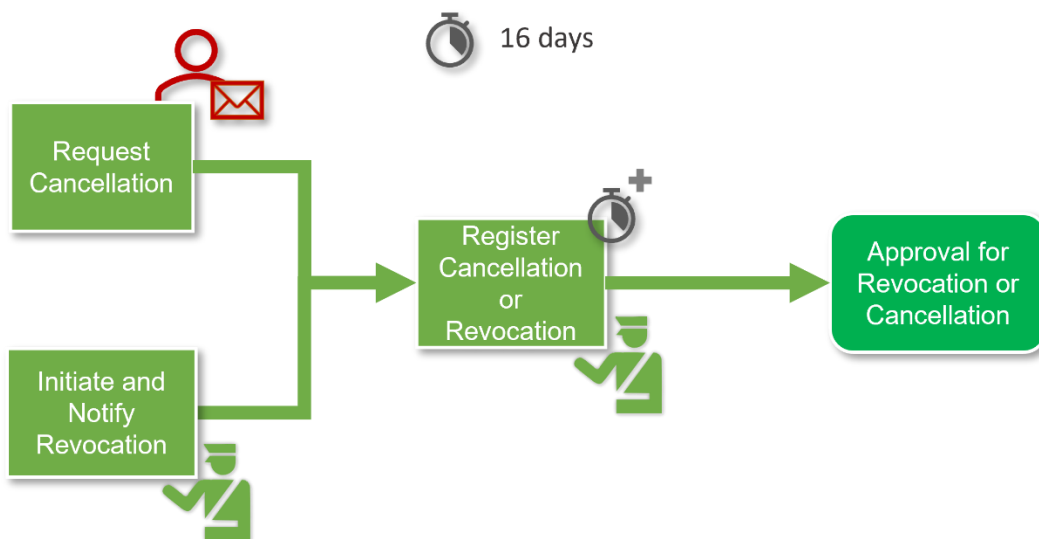 16 days
Request
Cancellation
Register
Cancellation
or
Revocation
Approval for
Revocation or
Cancellation
Initiate and
Notify
Revocation